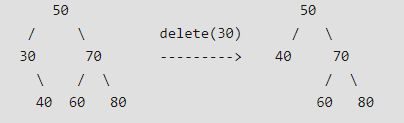 50                              50
/     \         delete(30)      /   \
30      70       --------->    40     70
\    /  \                           /  \
40  60   80                       60   80